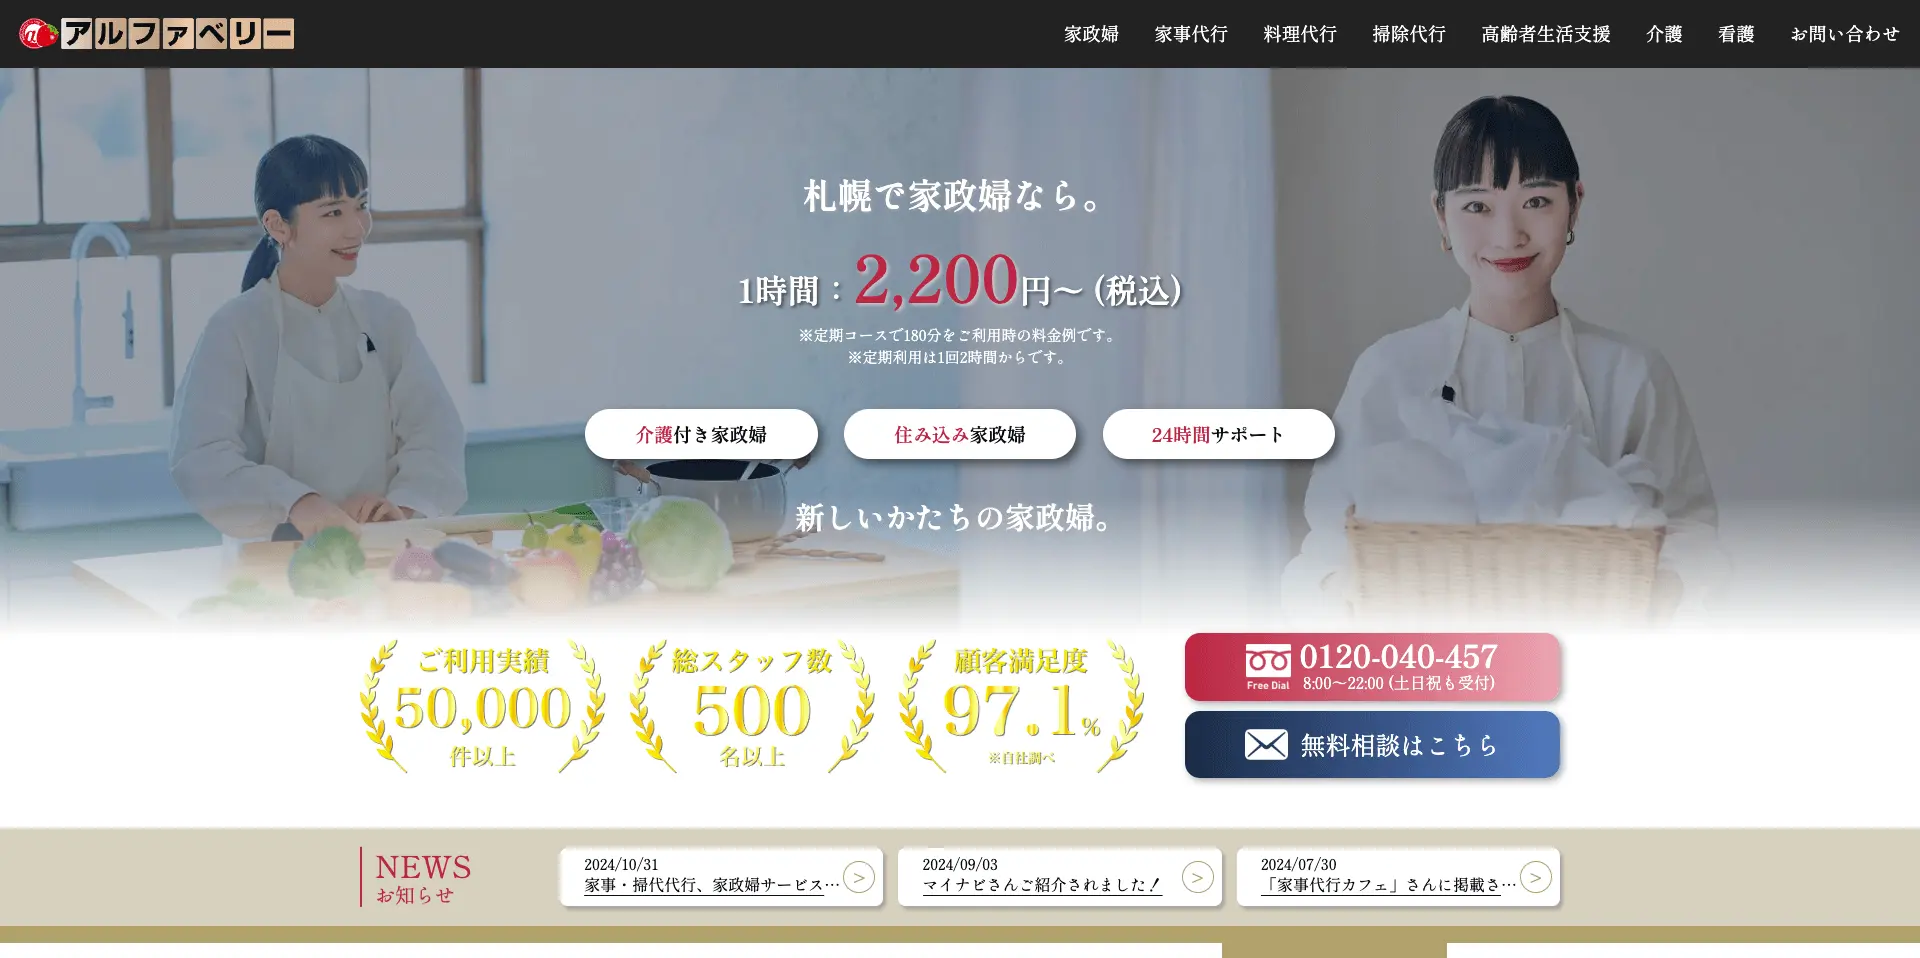 アルファベリー
家政婦 家事代行 料理代行 掃除代行 高齢者生活支援 介護 看護 お問い合わせ
札幌で家政婦なら。
1時間：2,200円〜 (税込)
※定期コースで180分をご利用時の料金例です。
※定期利用は1回2時間からです。
介護付き家政婦
住み込み家政婦
24時間サポート
新しいかたちの家政婦。
ご利用実績
50,000
件以上
総スタッフ数
500
名以上
顧客満足度
97.1%
※自社調べ
Free Dial
0120-040-457
8:00〜22:00 (土日祝も受付)
無料相談はこちら
NEWS
お知らせ
2024/10/31
家事・掃代代行、家政婦サービス…
>
2024/09/03
マイナビさんご紹介されました！
>
2024/07/30
「家事代行カフェ」さんに掲載さ…
>